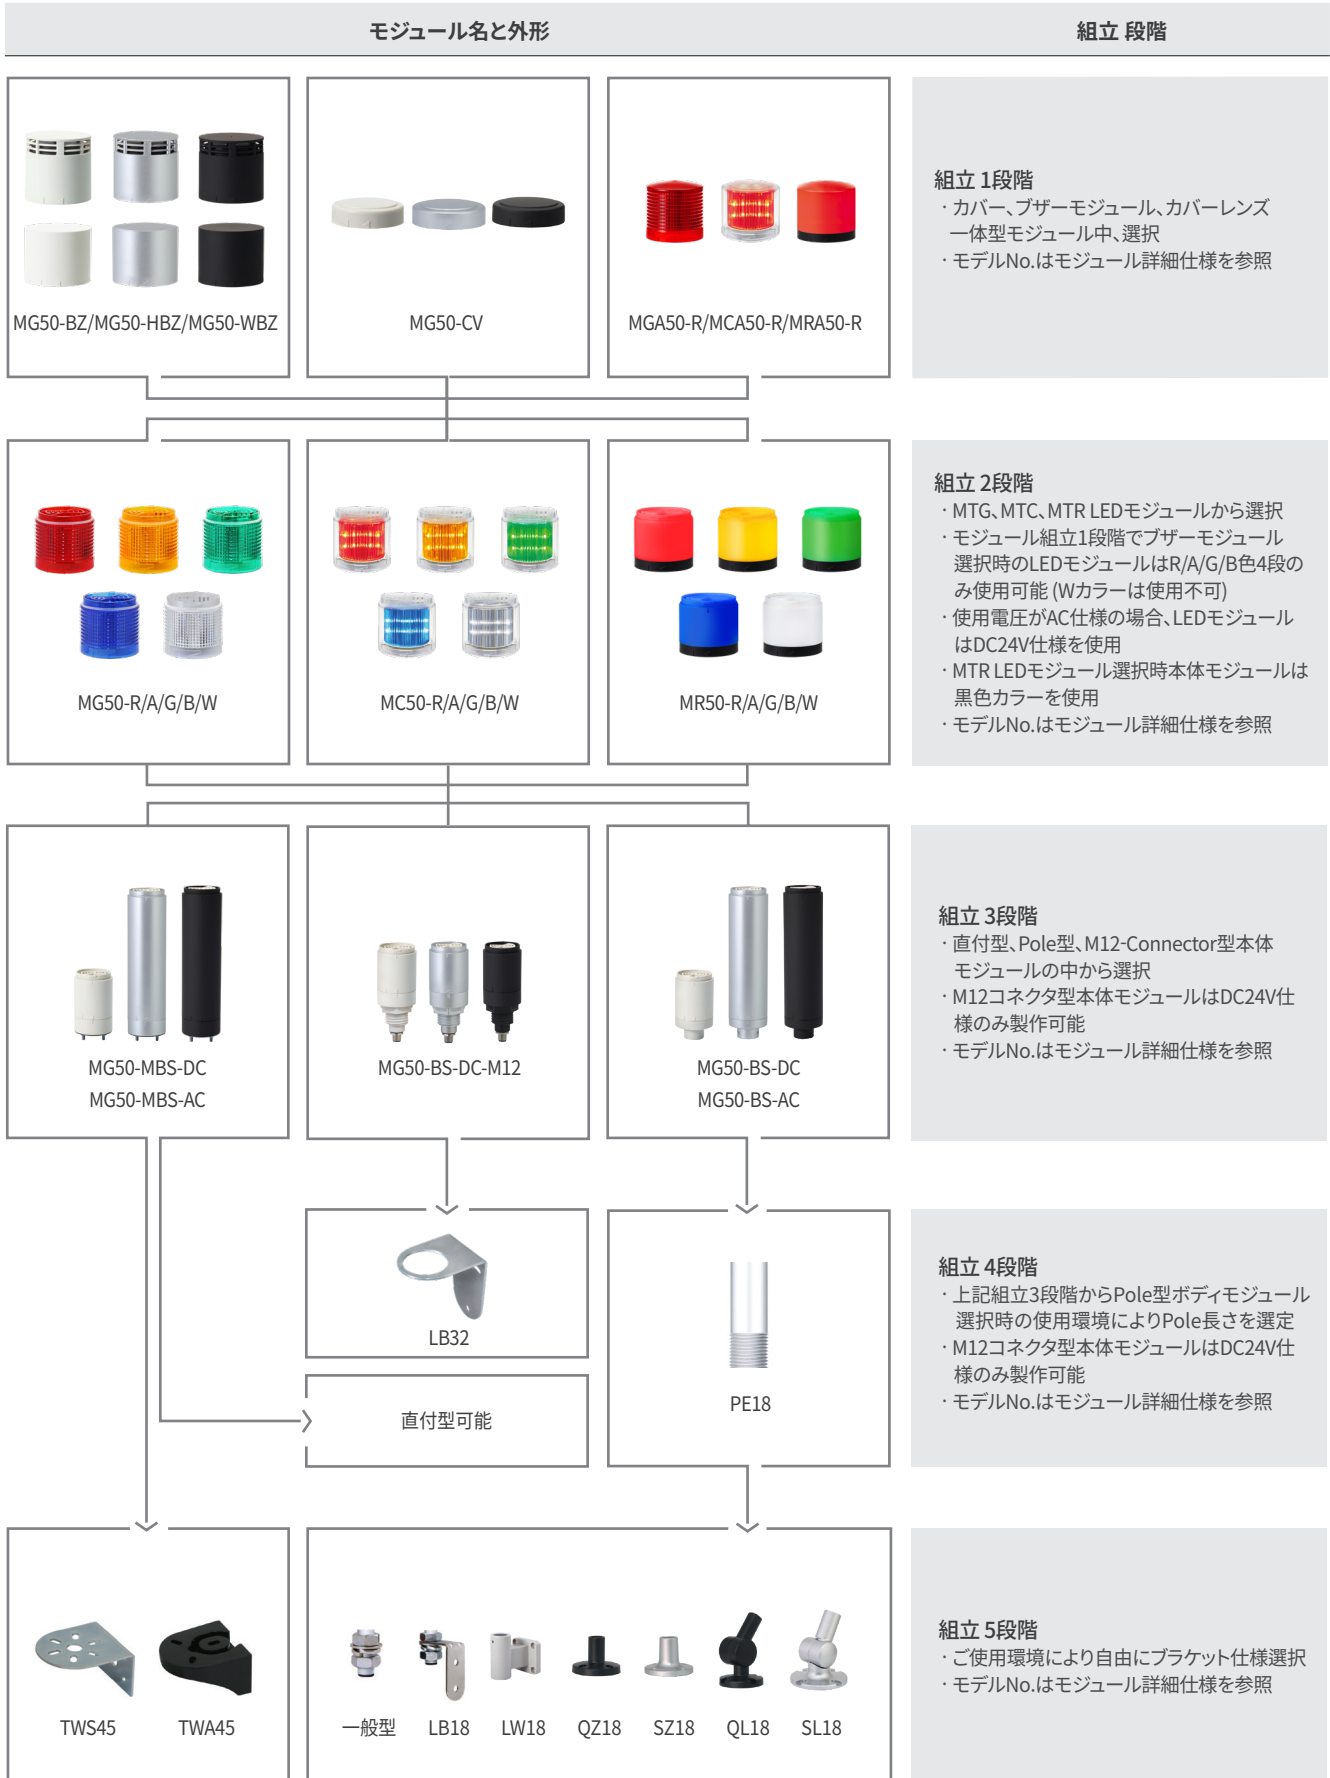 モジュール名と外形
組立 段階
MG50-BZ/MG50-HBZ/MG50-WBZ
MG50-CV
MGA50-R/MCA50-R/MRA50-R
組立 1段階
· カバー、ブザーモジュール、カバーレンズ
一体型モジュール中、選択
· モデルNo.はモジュール詳細仕様を参照
MG50-R/A/G/B/W
MC50-R/A/G/B/W
MR50-R/A/G/B/W
組立 2段階
· MTG、MTC、MTR LEDモジュールから選択
· モジュール組立1段階でブザーモジュール
選択時のLEDモジュールはR/A/G/B色4段の
み使用可能 (Wカラーは使用不可)
· 使用電圧がAC仕様の場合、LEDモジュール
はDC24V仕様を使用
· MTR LEDモジュール選択時本体モジュールは
黒色カラーを使用
· モデルNo.はモジュール詳細仕様を参照
MG50-MBS-DC
MG50-MBS-AC
MG50-BS-DC-M12
MG50-BS-DC
MG50-BS-AC
組立 3段階
· 直付型、Pole型、M12-Connector型本体
モジュールの中から選択
· M12コネクタ型本体モジュールはDC24V仕
様のみ製作可能
· モデルNo.はモジュール詳細仕様を参照
LB32
直付型可能
PE18
組立 4段階
· 上記組立3段階からPole型ボディモジュール
選択時の使用環境によりPole長さを選定
· M12コネクタ型本体モジュールはDC24V仕
様のみ製作可能
· モデルNo.はモジュール詳細仕様を参照
TWS45
TWA45
一般型
LB18
LW18
QZ18
SZ18
QL18
SL18
組立 5段階
· ご使用環境により自由にブラケット仕様選択
· モデルNo.はモジュール詳細仕様を参照